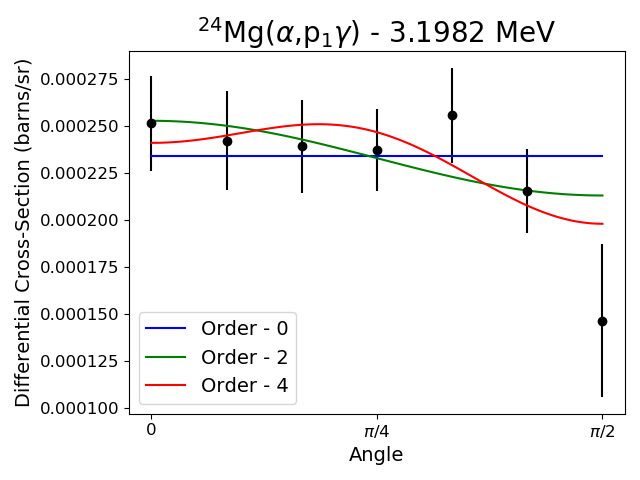 ²⁴Mg(α,p₁γ) - 3.1982 MeV
Differential Cross-Section (barns/sr)
0.000275
0.000250
0.000225
0.000200
0.000175
0.000150
0.000125
0.000100
Order - 0
Order - 2
Order - 4
0 π/4 π/2
Angle